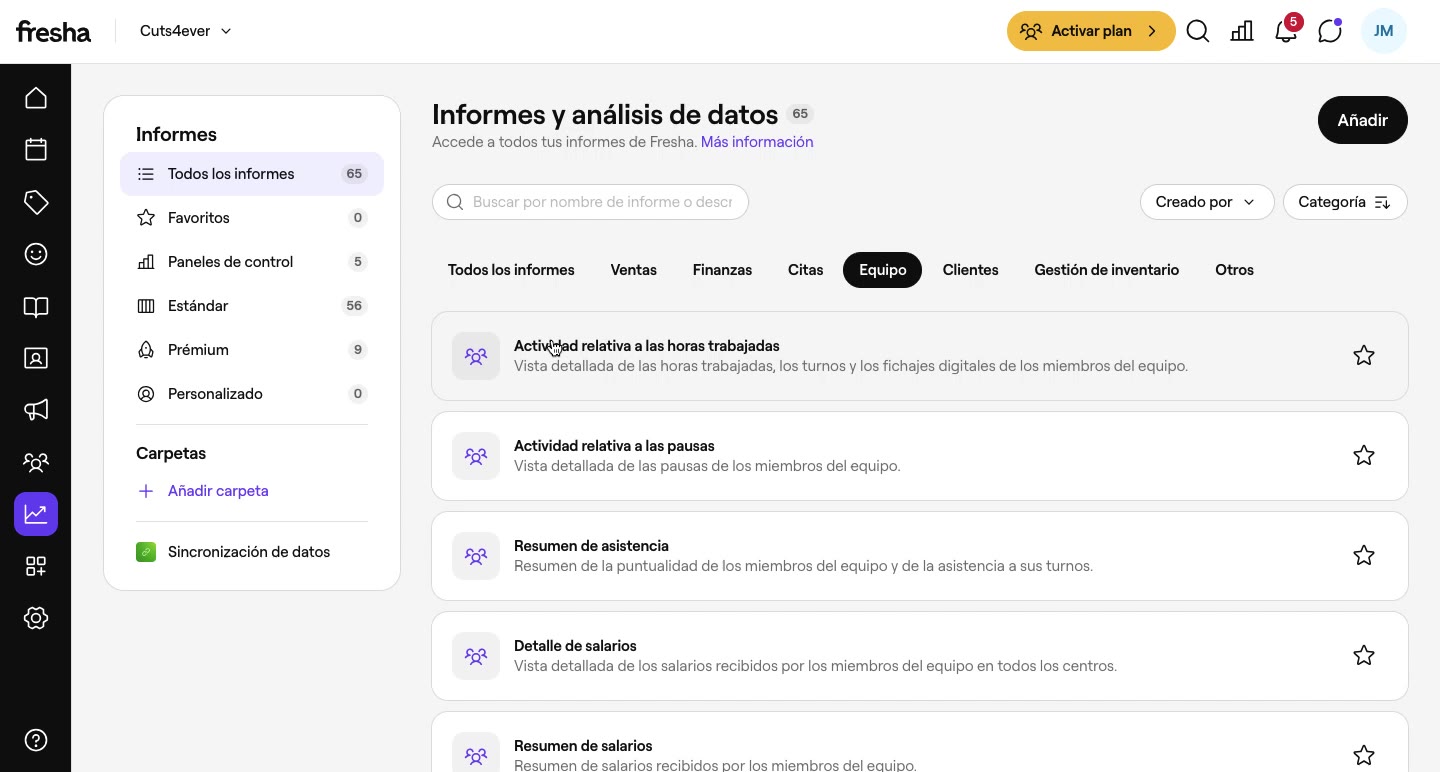 fresha
Cuts4ever
Activar plan
5
JM
Informes
Todos los informes 65
Favoritos 0
Paneles de control 5
Estándar 56
Prémium 9
Personalizado 0
Carpetas
Añadir carpeta
Sincronización de datos
Informes y análisis de datos 65
Accede a todos tus informes de Fresha. Más información
Añadir
Buscar por nombre de informe o descr
Creado por
Categoría
Todos los informes Ventas Finanzas Citas Equipo Clientes Gestión de inventario Otros
Actividad relativa a las horas trabajadas
Vista detallada de las horas trabajadas, los turnos y los fichajes digitales de los miembros del equipo.
Actividad relativa a las pausas
Vista detallada de las pausas de los miembros del equipo.
Resumen de asistencia
Resumen de la puntualidad de los miembros del equipo y de la asistencia a sus turnos.
Detalle de salarios
Vista detallada de los salarios recibidos por los miembros del equipo en todos los centros.
Resumen de salarios
Resumen de salarios recibidos por los miembros del equipo.